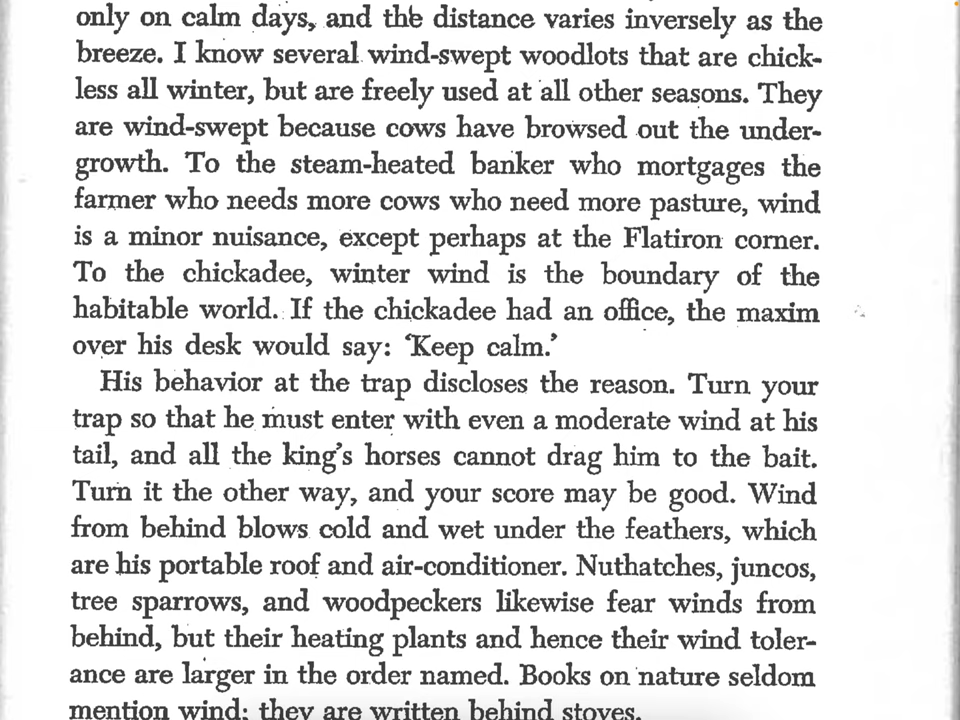 only on calm days, and the distance varies inversely as the
breeze. I know several wind-swept woodlots that are chick-
less all winter, but are freely used at all other seasons. They
are wind-swept because cows have browsed out the under-
growth. To the steam-heated banker who mortgages the
farmer who needs more cows who need more pasture, wind
is a minor nuisance, except perhaps at the Flatiron corner.
To the chickadee, winter wind is the boundary of the
habitable world. If the chickadee had an office, the maxim
over his desk would say: ‘Keep calm.’
His behavior at the trap discloses the reason. Turn your
trap so that he must enter with even a moderate wind at his
tail, and all the king’s horses cannot drag him to the bait.
Turn it the other way, and your score may be good. Wind
from behind blows cold and wet under the feathers, which
are his portable roof and air-conditioner. Nuthatches, juncos,
tree sparrows, and woodpeckers likewise fear winds from
behind, but their heating plants and hence their wind toler-
ance are larger in the order named. Books on nature seldom
mention wind; they are written behind stoves.